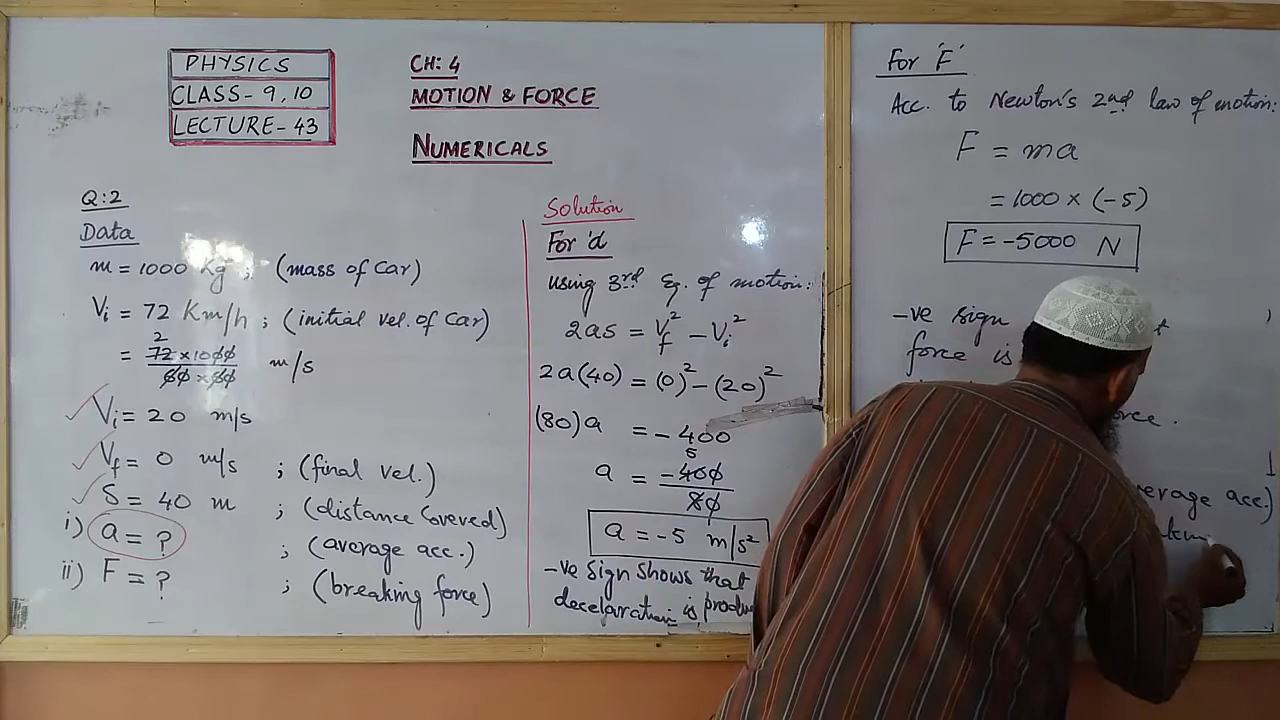 PHYSICS
CLASS- 9, 10
LECTURE- 43
CH: 4
MOTION & FORCE
NUMERICALS
Q:2
Data
m = 1000 Kg ; (mass of Car)
Vi = 72 Km/h ; (initial vel. of Car)
= 72 × 1000 / 60 × 60 m/s
2
Vi = 20 m/s
Vf = 0 m/s ; (final vel.)
S = 40 m ; (distance Covered)
i) a = ? ; (average acc.)
ii) F = ? ; (breaking force)
Solution
For 'a'
using 3rd Eq. of motion:
2as = Vf² - Vi²
2a(40) = (0)² - (20)²
(80)a = -400
5
a = -400 / 80
a = -5 m/s²
-ve Sign Shows that
is
For 'F'
Acc. to Newton's 2nd law of motion:
F = ma
= 1000 × (-5)
F = -5000 N
-ve sign
force is
average acc.)